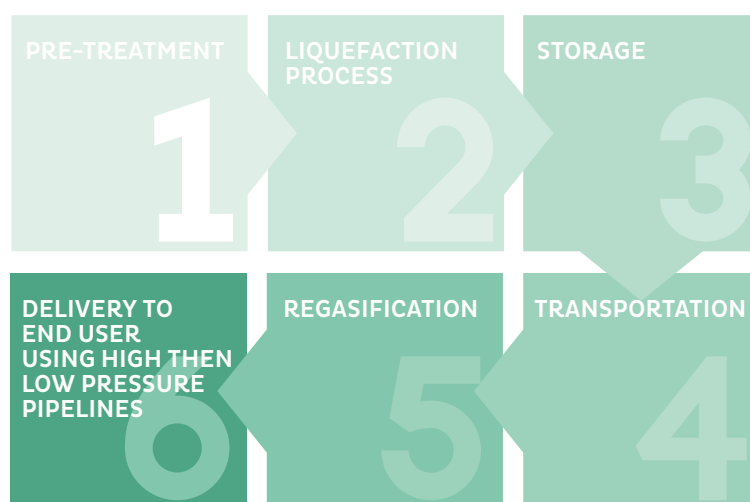 PRE-TREATMENT
1
LIQUEFACTION
PROCESS
2
STORAGE
3
TRANSPORTATION
4
REGASIFICATION
5
DELIVERY TO
END USER
USING HIGH THEN
LOW PRESSURE
PIPELINES
6